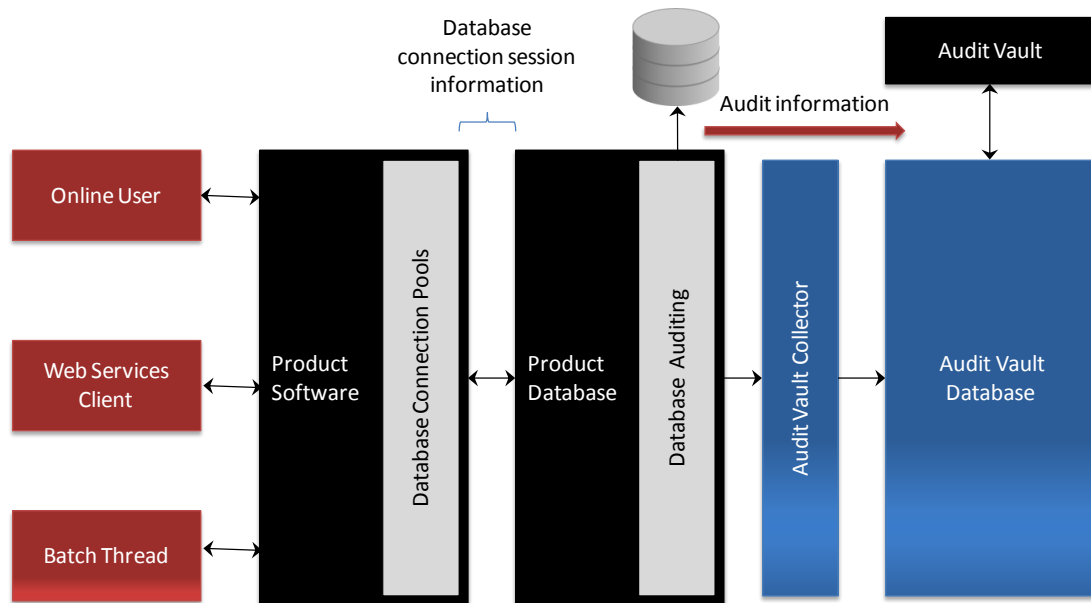 Database
connection session
information
Audit information
Audit Vault
Online User
Web Services
Client
Batch Thread
Product
Software
Database Connection Pools
Product
Database
Database Auditing
Audit Vault Collector
Audit Vault
Database